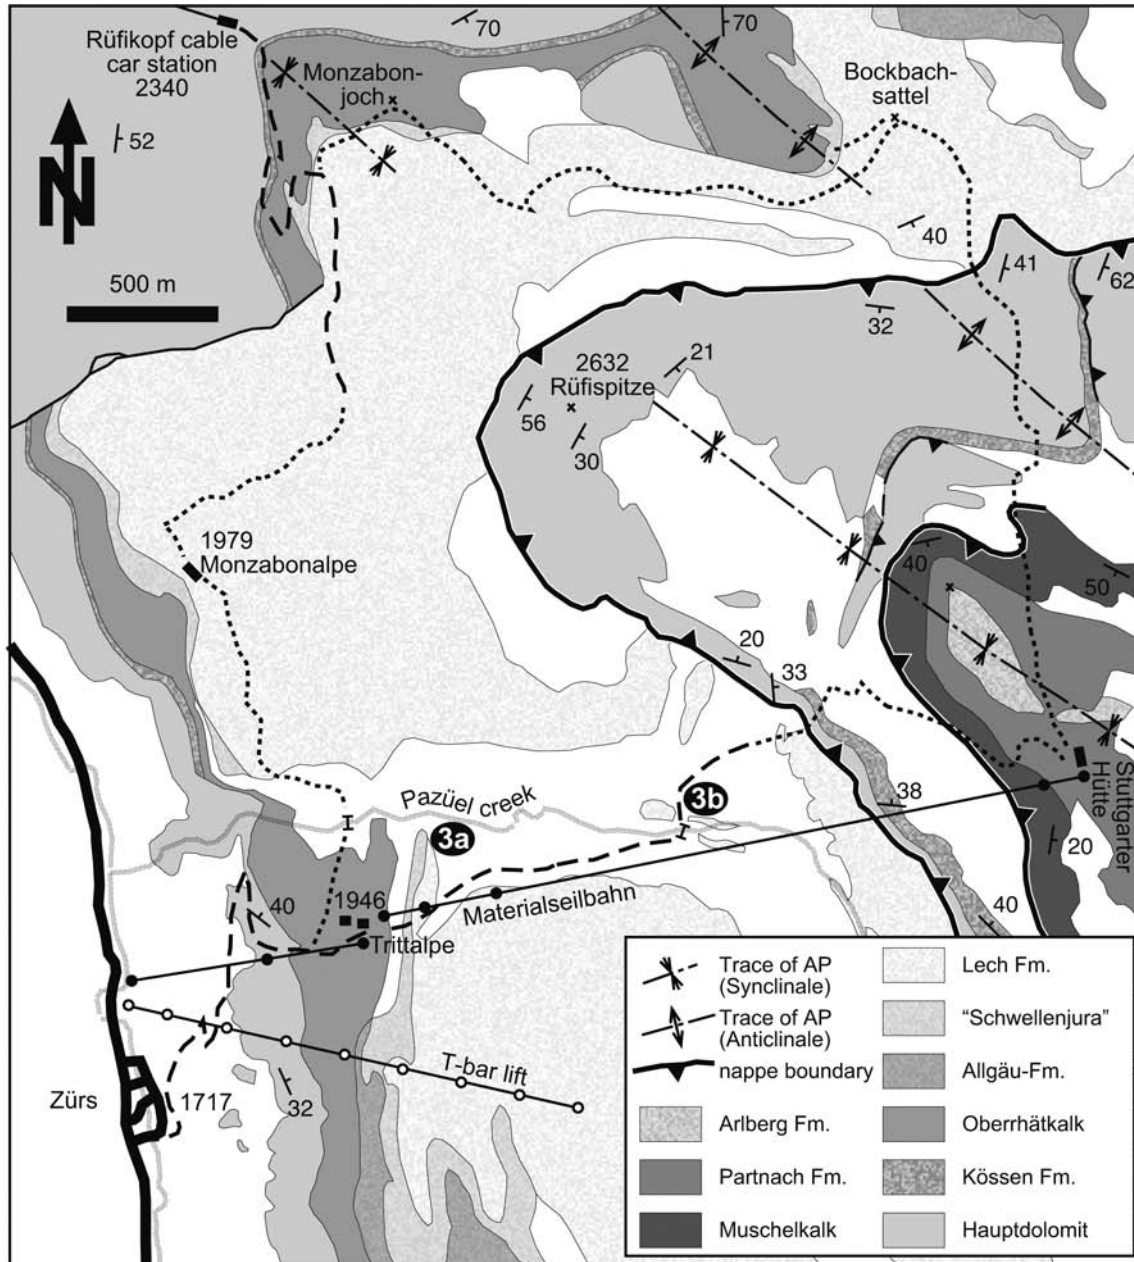 Rüfikopf cable
car station
2340
70
70
Monzabon-
joch
Bockbach-
sattel
52
N
40
41
62
500 m
32
21
2632
Rüfispitze
56
30
1979
Monzabonalpe
40
50
20
33
Pazüel creek
3b
3a
38
Stuttgarter
Hütte
20
1946
40
Materialseilbahn
Trittalpe
40
T-bar lift
Zürs
1717
32
Trace of AP
(Synclinale)
Trace of AP
(Anticlinale)
nappe boundary
Arlberg Fm.
Partnach Fm.
Muschelkalk
Lech Fm.
"Schwellenjura"
Allgäu-Fm.
Oberrhätkalk
Kössen Fm.
Hauptdolomit